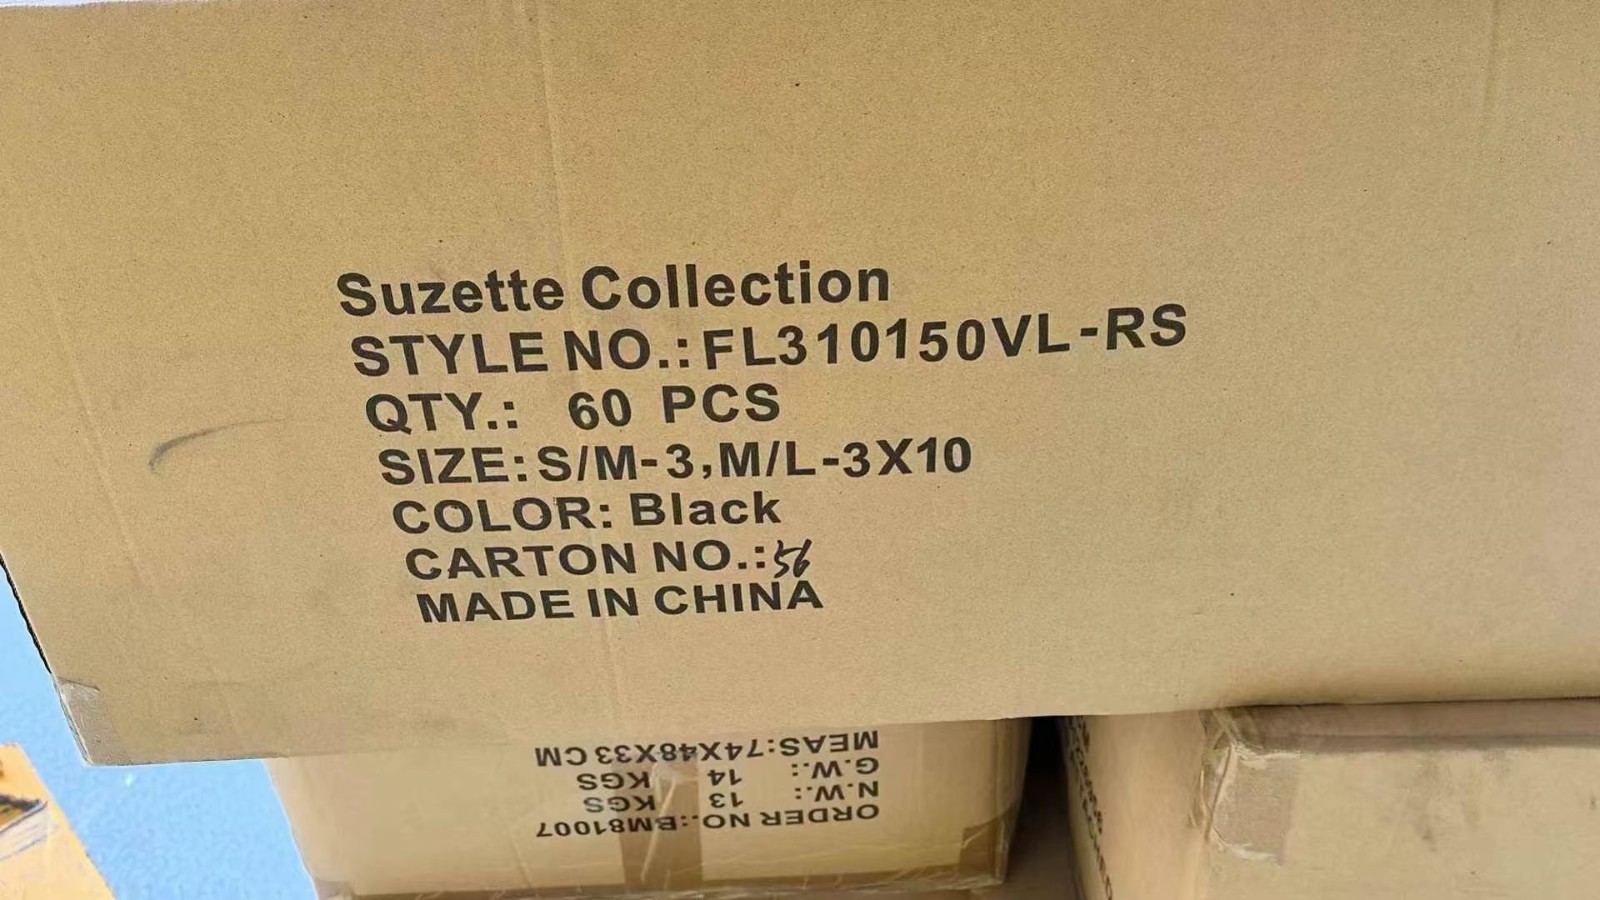 Suzette Collection
STYLE NO.:FL310150VL-RS
QTY.: 60 PCS
SIZE:S/M-3,M/L-3X10
COLOR: Black
CARTON NO.:56
MADE IN CHINA
ORDER NO.:BM81007
N.W.: 13 KGS
G.W.: 14 KGS
MEAS:74X48X33 CM